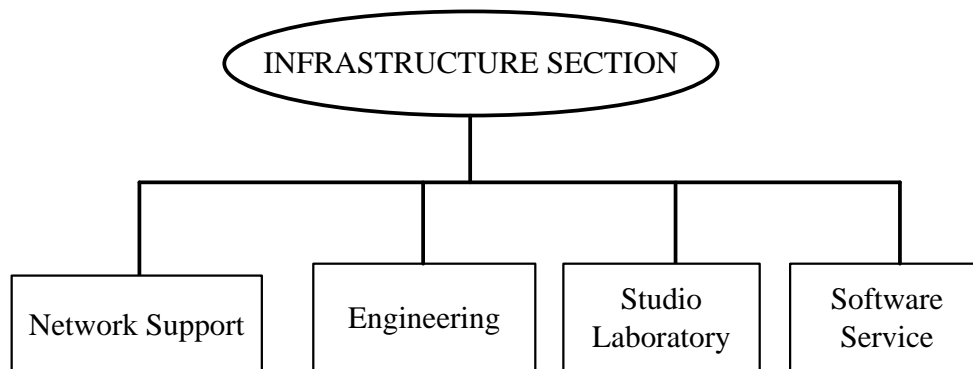 INFRASTRUCTURE SECTION
Network Support
Engineering
Studio
Laboratory
Software
Service